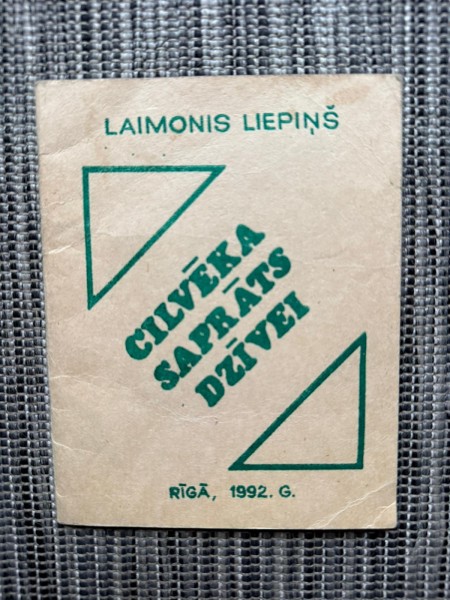 LAIMONIS LIEPIŅŠ
CILVĒKA
SAPRĀTS
DZĪVEI
RĪGĀ, 1992. G.